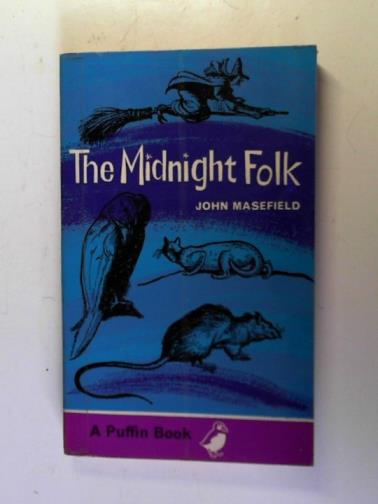 The Midnight Folk
JOHN MASEFIELD
A Puffin Book